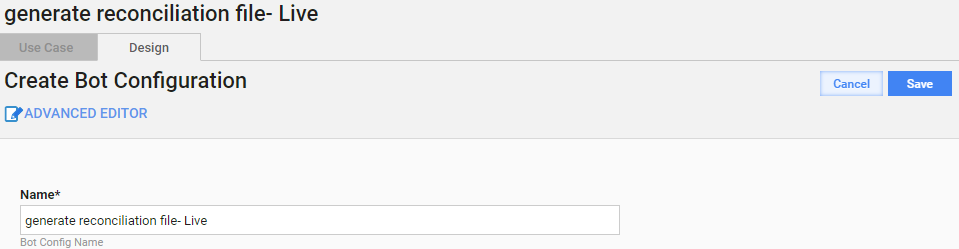 generate reconciliation file- Live
Use Case Design
Create Bot Configuration
Cancel Save
ADVANCED EDITOR
Name*
generate reconciliation file- Live
Bot Config Name